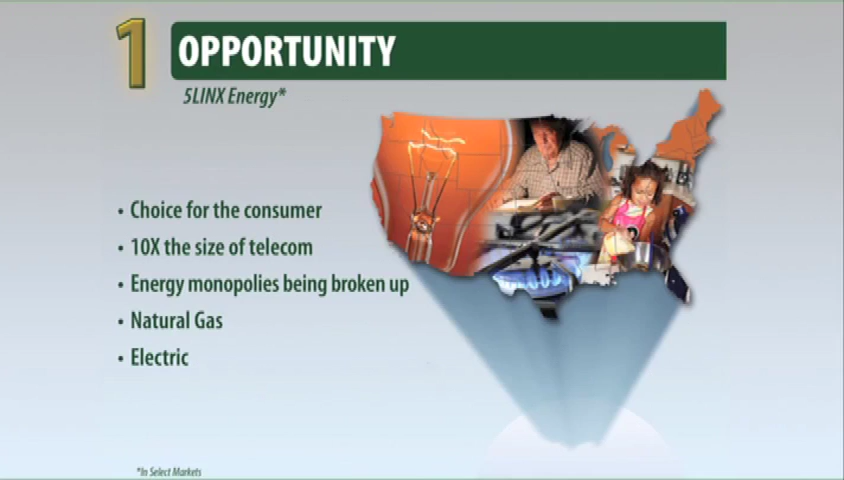 1 OPPORTUNITY
5LINX Energy*
• Choice for the consumer
• 10X the size of telecom
• Energy monopolies being broken up
• Natural Gas
• Electric
*In Select Markets